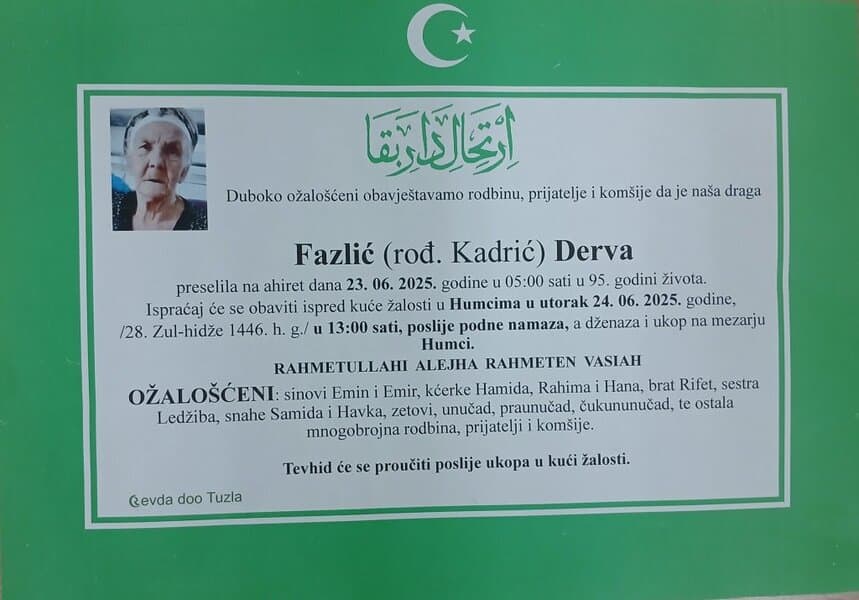 اِرْتِحَالِ دَارِ بَقَا
Duboko ožalošćeni obavještavamo rodbinu, prijatelje i komšije da je naša draga
Fazlić (rođ. Kadrić) Derva
preselila na ahiret dana 23. 06. 2025. godine u 05:00 sati u 95. godini života.
Ispraćaj će se obaviti ispred kuće žalosti u Humcima u utorak 24. 06. 2025. godine,
/28. Zul-hidže 1446. h. g./ u 13:00 sati, poslije podne namaza, a dženaza i ukop na mezarju
Humci.
RAHMETULLAHI ALEJHA RAHMETEN VASIAH
OŽALOŠĆENI: sinovi Emin i Emir, kćerke Hamida, Rahima i Hana, brat Rifet, sestra
Ledžiba, snahe Samida i Havka, zetovi, unučad, praunučad, čukununučad, te ostala
mnogobrojna rodbina, prijatelji i komšije.
Tevhid će se proučiti poslije ukopa u kući žalosti.
Cevda doo Tuzla